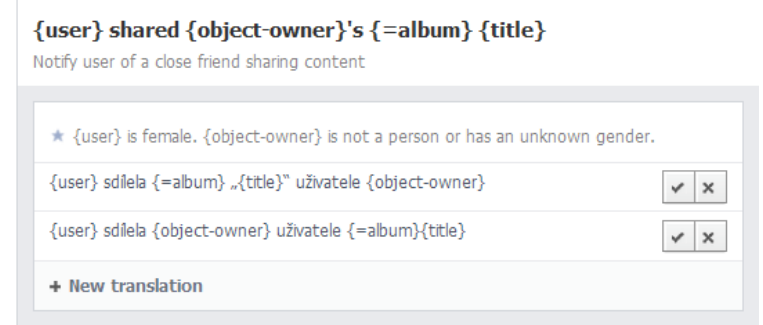 {user} shared {object-owner}'s {=album} {title}
Notify user of a close friend sharing content
★ {user} is female. {object-owner} is not a person or has an unknown gender.
{user} sdílela {=album} „{title}“ uživatele {object-owner}
{user} sdílela {object-owner} uživatele {=album}{title}
+ New translation